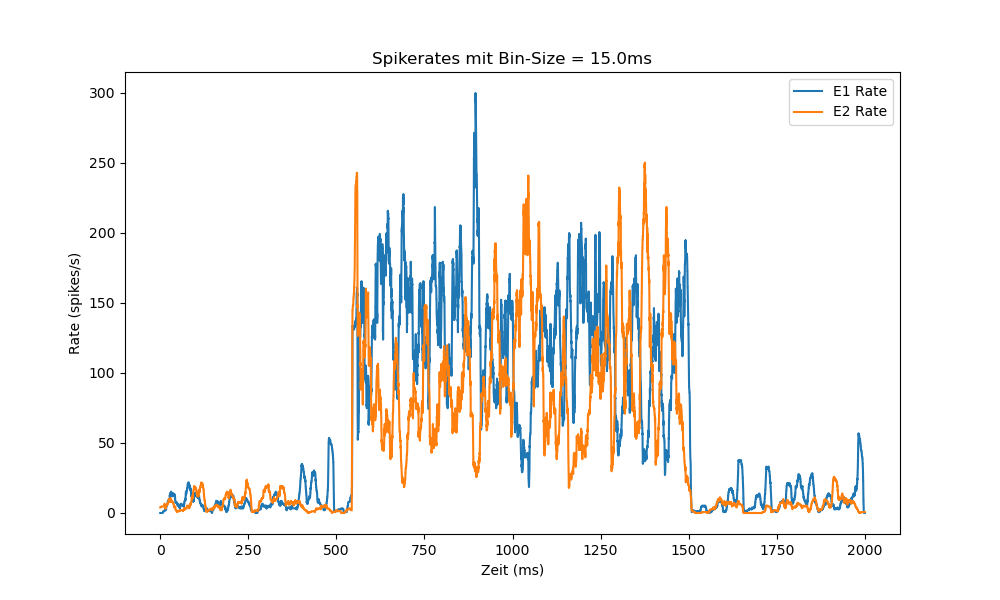 Spikerates mit Bin-Size = 15.0ms
E1 Rate
E2 Rate
300
250
200
150
100
50
0
Rate (spikes/s)
0 250 500 750 1000 1250 1500 1750 2000
Zeit (ms)